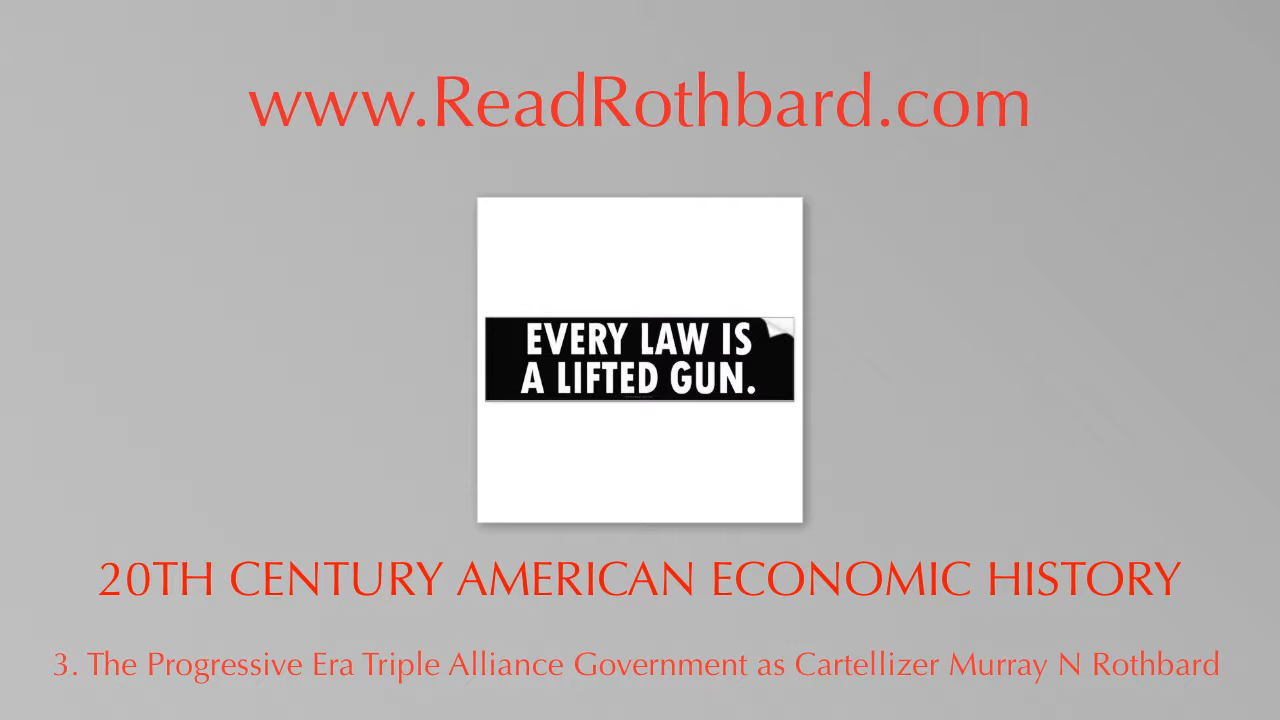 www.ReadRothbard.com
EVERY LAW IS
A LIFTED GUN.
20TH CENTURY AMERICAN ECONOMIC HISTORY
3. The Progressive Era Triple Alliance Government as Cartellizer Murray N Rothbard